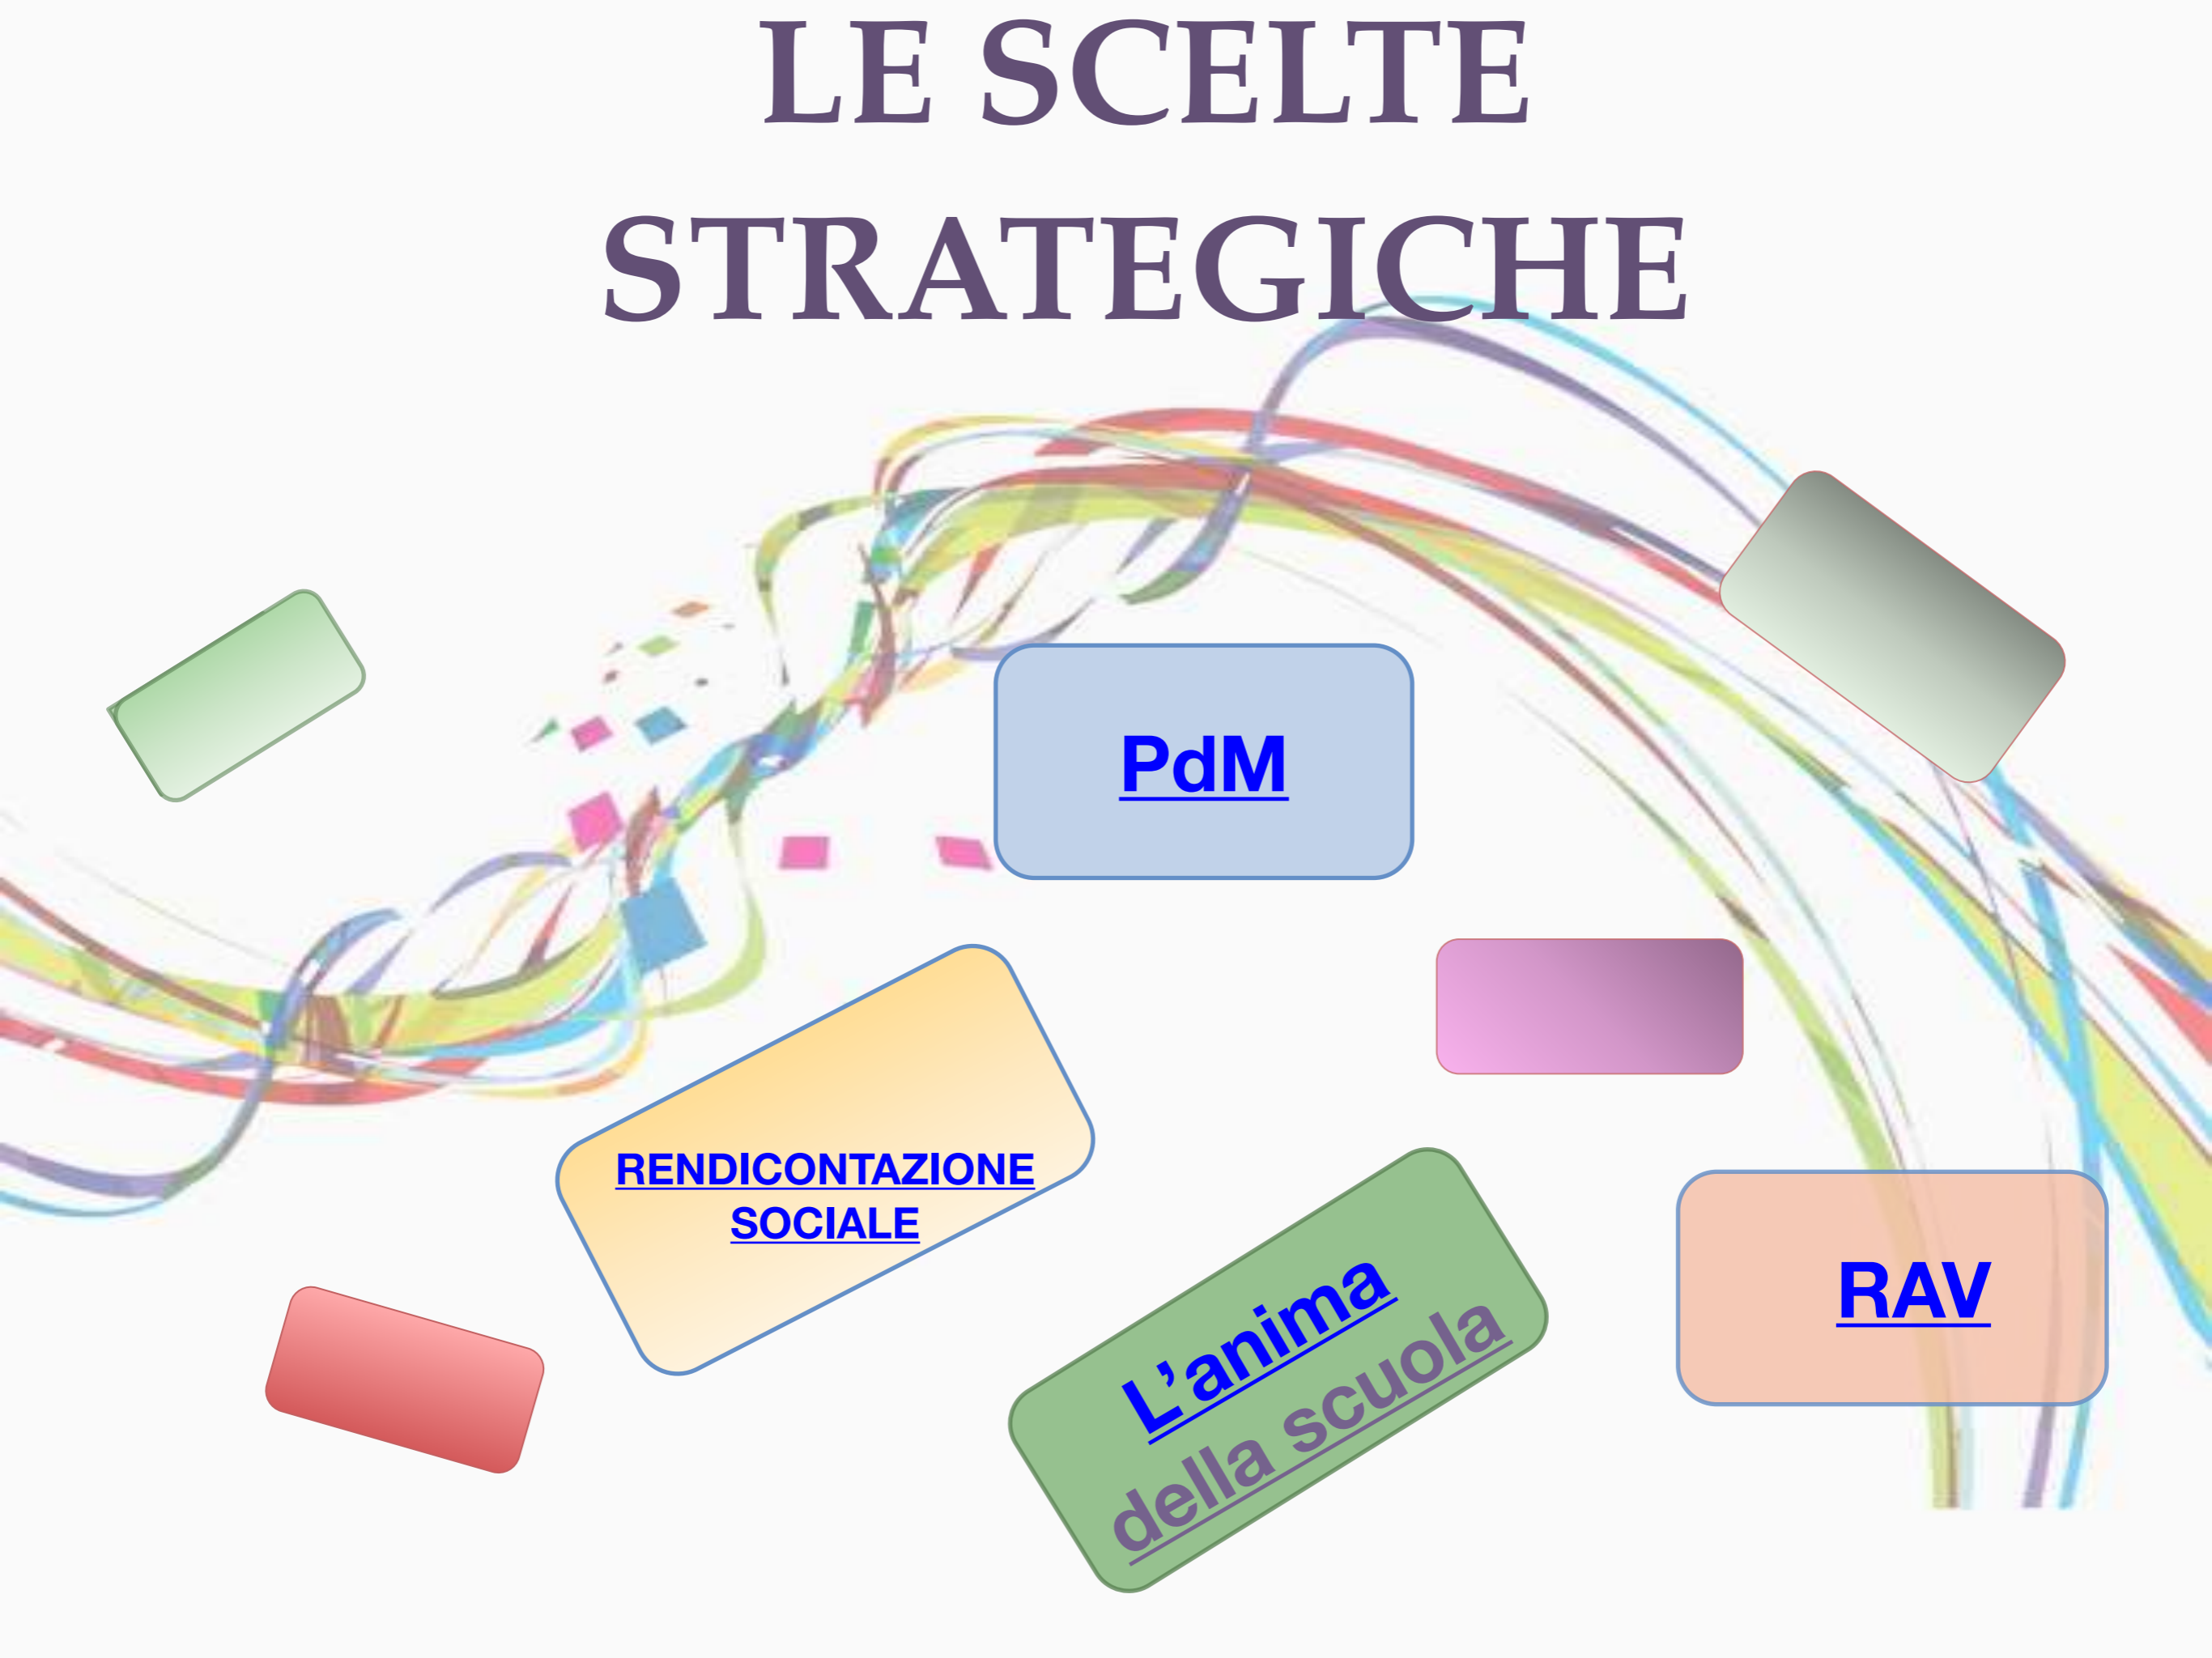 LE SCELTE
STRATEGICHE
PdM
RENDICONTAZIONE
SOCIALE
L’anima
della scuola
RAV